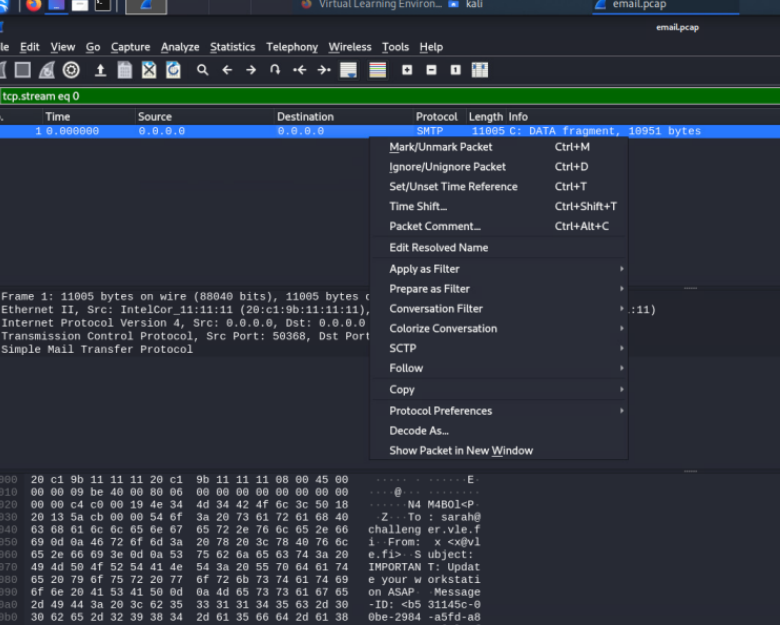 Virtual Learning Environ... kali email.pcap
email.pcap
le Edit View Go Capture Analyze Statistics Telephony Wireless Tools Help
tcp.stream eq 0
. Time Source Destination Protocol Length Info
1 0.000000 0.0.0.0 0.0.0.0 SMTP 11005 C: DATA fragment, 10951 bytes
Mark/Unmark Packet Ctrl+M
Ignore/Unignore Packet Ctrl+D
Set/Unset Time Reference Ctrl+T
Time Shift... Ctrl+Shift+T
Packet Comment... Ctrl+Alt+C
Edit Resolved Name
Apply as Filter
Prepare as Filter
Conversation Filter
Colorize Conversation
SCTP
Follow
Copy
Protocol Preferences
Decode As...
Show Packet in New Window
Frame 1: 11005 bytes on wire (88040 bits), 11005 bytes
Ethernet II, Src: IntelCor_11:11:11 (20:c1:9b:11:11:11), :11)
Internet Protocol Version 4, Src: 0.0.0.0, Dst: 0.0.0.0
Transmission Control Protocol, Src Port: 50368, Dst Port
Simple Mail Transfer Protocol
000 20 c1 9b 11 11 11 20 c1 9b 11 11 11 08 00 45 00 ····· · ······E·
010 00 00 09 be 40 00 80 06 00 00 00 00 00 00 00 00 ····@··· ········
020 00 00 c4 c0 00 19 4e 34 4d 34 42 4f 6c 3c 50 18 ······N4 M4BOl<P·
030 20 13 5a cb 00 00 54 6f 3a 20 73 61 72 61 68 40 ·Z···To : sarah@
040 63 68 61 6c 6c 65 6e 67 65 72 2e 76 6c 65 2e 66 challeng er.vle.f
050 69 0d 0a 46 72 6f 6d 3a 20 78 20 3c 78 40 76 6c i··From: x <x@vl
060 65 2e 66 69 3e 0d 0a 53 75 62 6a 65 63 74 3a 20 e.fi>··S ubject:
070 49 4d 50 4f 52 54 41 4e 54 3a 20 55 70 64 61 74 IMPORTAN T: Updat
080 65 20 79 6f 75 72 20 77 6f 72 6b 73 74 61 74 69 e your w orkstati
090 6f 6e 20 41 53 41 50 0d 0a 4d 65 73 73 61 67 65 on ASAP· ·Message
0a0 2d 49 44 3a 20 3c 62 35 33 31 31 34 35 63 2d 30 -ID: <b5 31145c-0
0b0 30 62 65 2d 32 39 38 34 2d 61 35 66 64 2d 61 38 0be-2984 -a5fd-a8